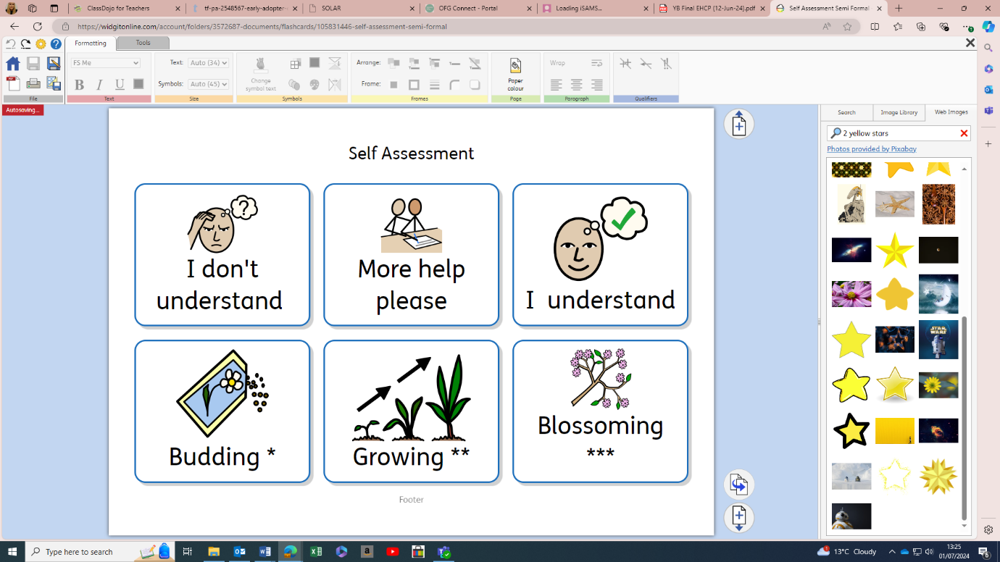 ClassDojo for Teachers
tf-pa-2548567-early-adopter-
SOLAR
OFG Connect - Portal
Loading iSAMS...
YB Final EHCP (12-Jun-24).pdf
Self Assessment Semi Formal
https://widgitonline.com/account/folders/3572687-documents/flashcards/105831446-self-assessment-semi-formal
Formatting
Tools
FS Me
Text: Auto (34)
Symbols: Auto (45)
Change symbol text
Arrange:
Frame:
Paper colour
Wrap
B I U
File
Text
Size
Symbols
Frames
Page
Paragraph
Qualifiers
Autosaving...
Search
Image Library
Web Images
2 yellow stars
Photos provided by Pixabay
STAR WARS
Self Assessment
?
I don't
understand
More help
please
I understand
Budding *
Growing **
Blossoming
***
Footer
Type here to search
13°C Cloudy
13:25
01/07/2024
6